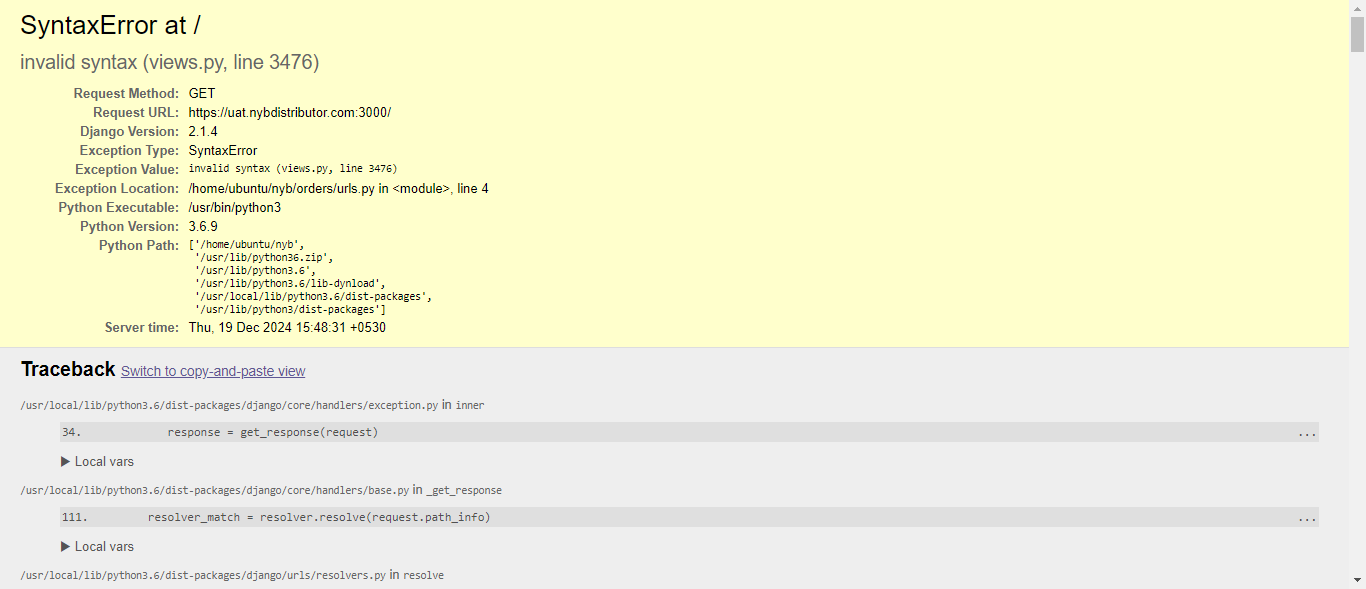 SyntaxError at /
invalid syntax (views.py, line 3476)
Request Method: GET
Request URL: https://uat.nybdistributor.com:3000/
Django Version: 2.1.4
Exception Type: SyntaxError
Exception Value: invalid syntax (views.py, line 3476)
Exception Location: /home/ubuntu/nyb/orders/urls.py in <module>, line 4
Python Executable: /usr/bin/python3
Python Version: 3.6.9
Python Path: ['/home/ubuntu/nyb',
'/usr/lib/python36.zip',
'/usr/lib/python3.6',
'/usr/lib/python3.6/lib-dynload',
'/usr/local/lib/python3.6/dist-packages',
'/usr/lib/python3/dist-packages']
Server time: Thu, 19 Dec 2024 15:48:31 +0530
Traceback Switch to copy-and-paste view
/usr/local/lib/python3.6/dist-packages/django/core/handlers/exception.py in inner
34. response = get_response(request) ...
▶ Local vars
/usr/local/lib/python3.6/dist-packages/django/core/handlers/base.py in _get_response
111. resolver_match = resolver.resolve(request.path_info) ...
▶ Local vars
/usr/local/lib/python3.6/dist-packages/django/urls/resolvers.py in resolve